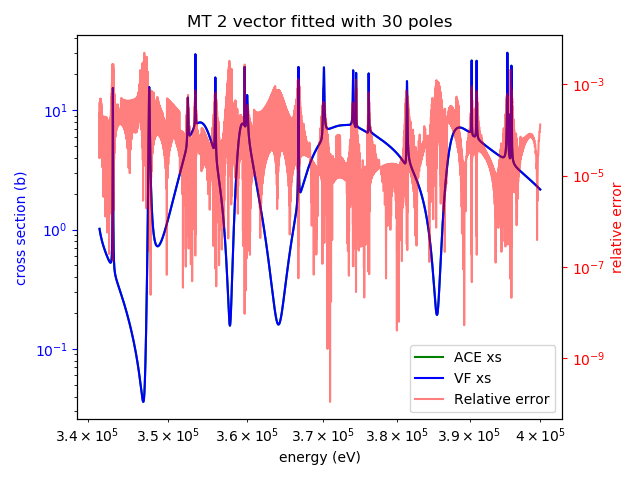 MT 2 vector fitted with 30 poles
cross section (b)
10¹
10⁰
10⁻¹
10⁻³
10⁻⁵
10⁻⁷
10⁻⁹
relative error
ACE xs
VF xs
Relative error
3.4 × 10⁵ 3.5 × 10⁵ 3.6 × 10⁵ 3.7 × 10⁵ 3.8 × 10⁵ 3.9 × 10⁵ 4 × 10⁵
energy (eV)